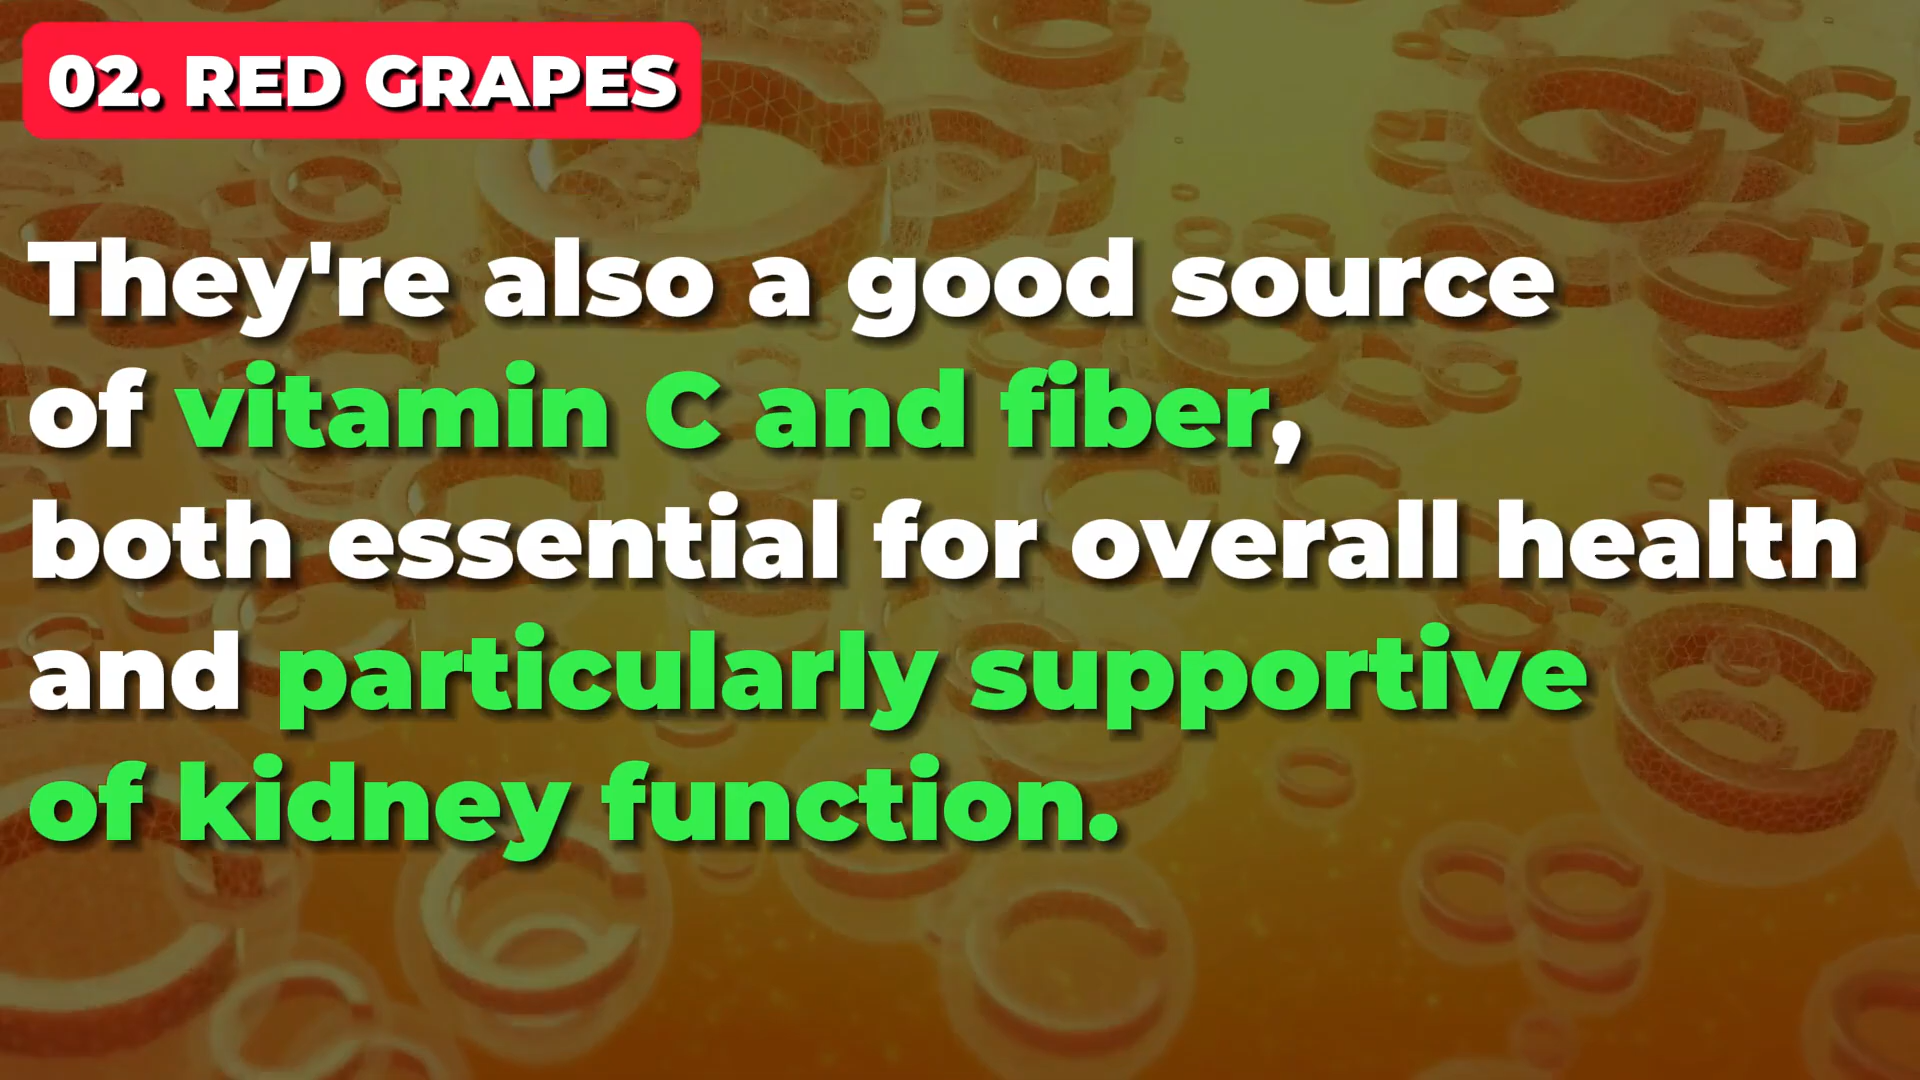 02. RED GRAPES
They're also a good source
of vitamin C and fiber,
both essential for overall health
and particularly supportive
of kidney function.